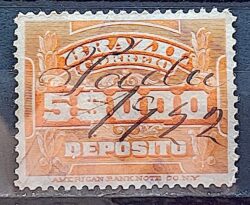 BRAZIL
CORREIO
5$000
DEPOSITO
AMERICAN BANK NOTE CO. N.Y.